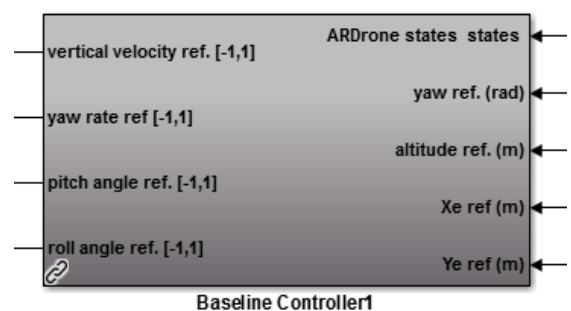 ARDrone states  states
vertical velocity ref. [-1,1]
yaw ref. (rad)
yaw rate ref [-1,1]
altitude ref. (m)
pitch angle ref. [-1,1]
Xe ref (m)
roll angle ref. [-1,1]
Ye ref (m)
Baseline Controller1